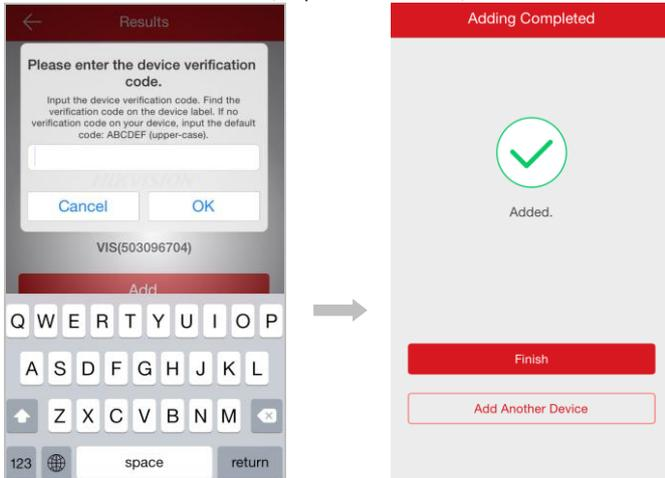 Results
Please enter the device verification
code.
Input the device verification code. Find the
verification code on the device label. If no
verification code on your device, input the default
code: ABCDEF (upper-case).
HIKVISION
Cancel
OK
VIS(503096704)
Add
Q W E R T Y U I O P
A S D F G H J K L
Z X C V B N M
123
space
return
Adding Completed
Added.
Finish
Add Another Device